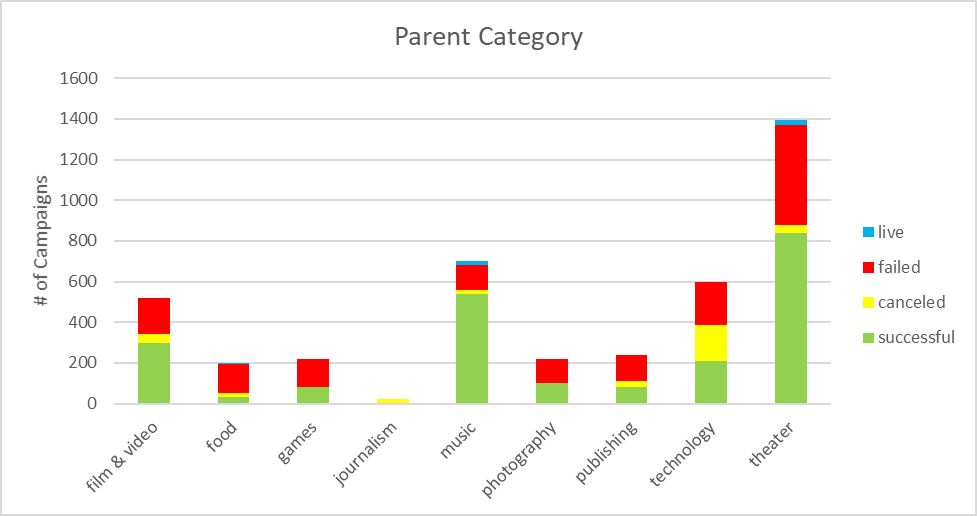 Parent Category
# of Campaigns
1600
1400
1200
1000
800
600
400
200
0
film & video
food
games
journalism
music
photography
publishing
technology
theater
live
failed
canceled
successful